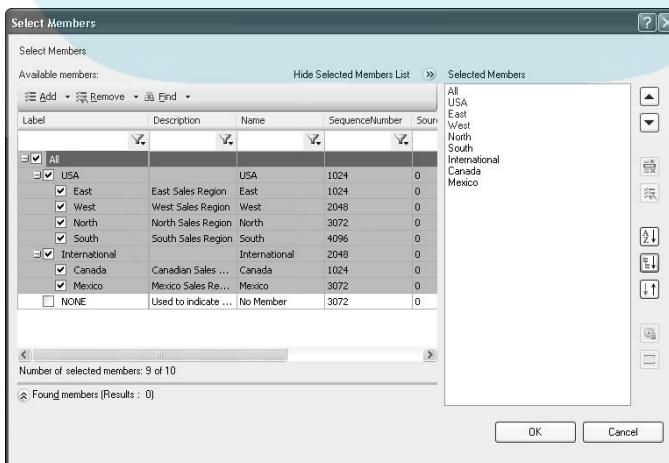 Select Members
Select Members
Available members:
Hide Selected Members List
Add Remove Find
Label Description Name SequenceNumber Sour
All
USA USA 1024 0
East East Sales Region East 1024 0
West West Sales Region West 2048 0
North North Sales Region North 3072 0
South South Sales Region South 4096 0
International International 2048 0
Canada Canadian Sales ... Canada 1024 0
Mexico Mexico Sales Re... Mexico 3072 0
NONE Used to indicate ... No Member 3072 0
Number of selected members: 9 of 10
Found members (Results : 0)
Selected Members
All
USA
East
West
North
South
International
Canada
Mexico
OK Cancel